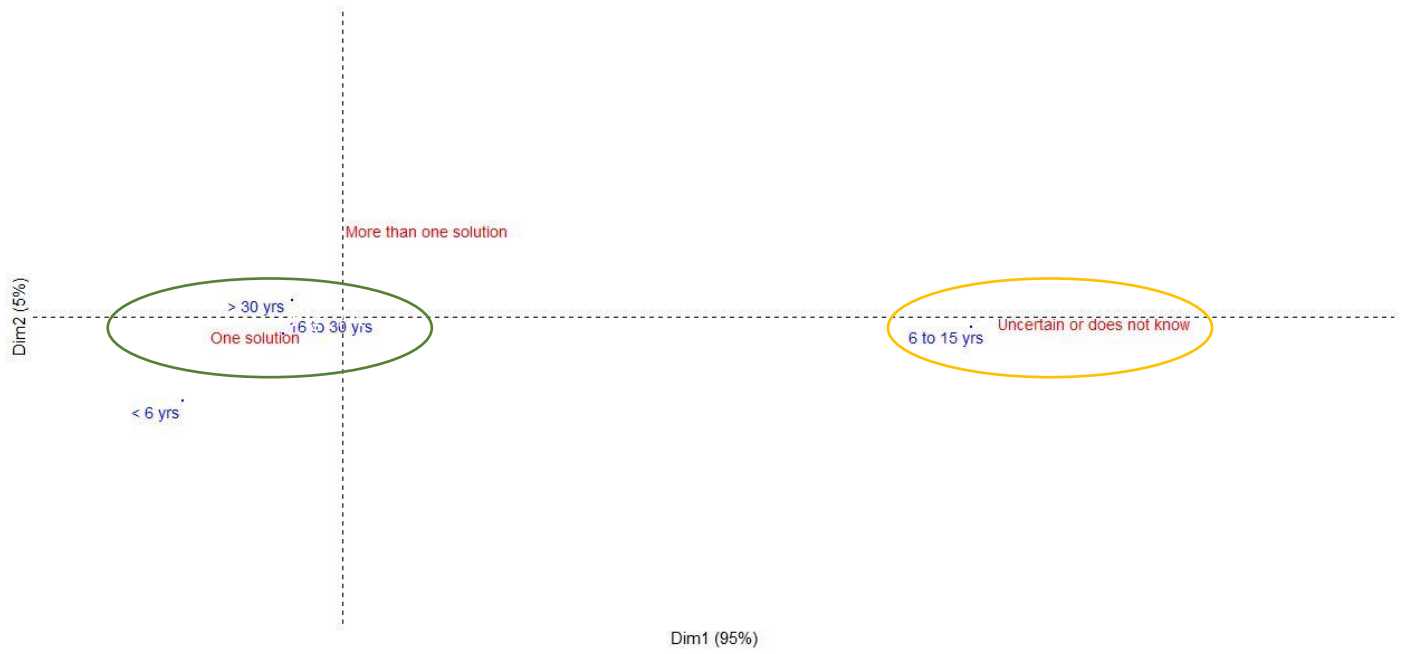 More than one solution
Dim2 (5%)
> 30 yrs
16 to 30 yrs
One solution
Uncertain or does not know
6 to 15 yrs
< 6 yrs
Dim1 (95%)